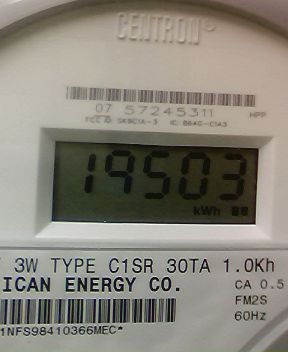 CENTRON®
07 57245311
HPP
FCC ID: SK9C1A-3 IC: 864G-C1A3
19503
kWh
3W TYPE C1SR 30TA 1.0Kh
ICAN ENERGY CO.
CA 0.5
FM2S
60Hz
1NFS98410366MEC*